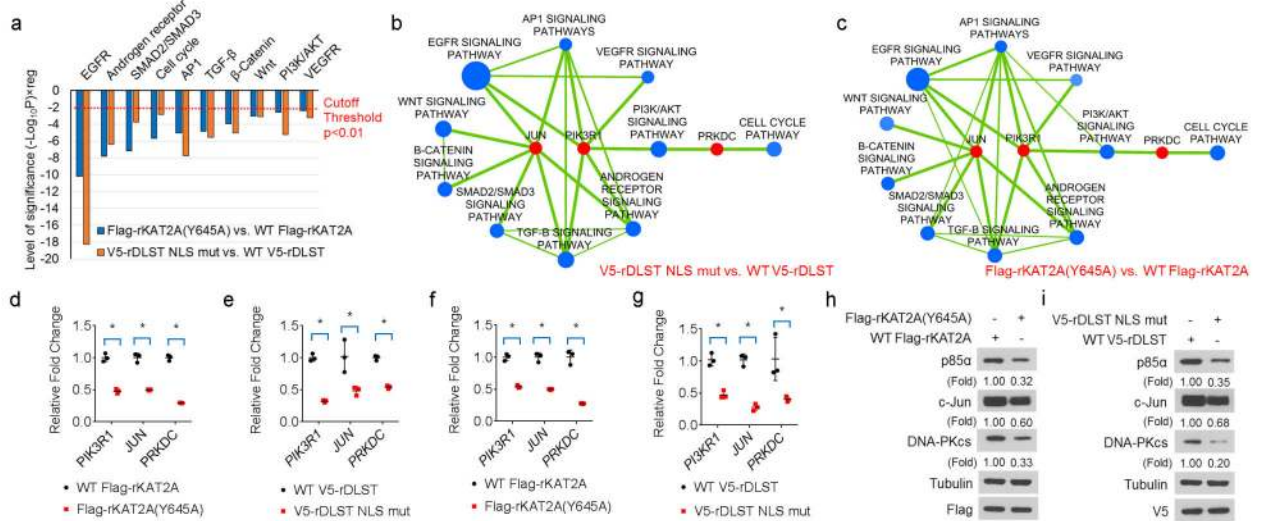 a
EGFR
Androgen receptor
SMAD2/SMAD3
Cell cycle
AP1
TGF-β
β-Catenin
Wnt
PI3K/AKT
VEGFR
Level of significance (-Log10P)×reg
0
-2
-4
-6
-8
-10
-12
-14
-16
-18
-20
Cutoff
Threshold
p<0.01
Flag-rKAT2A(Y645A) vs. WT Flag-rKAT2A
V5-rDLST NLS mut vs. WT V5-rDLST
b
AP1 SIGNALING
PATHWAYS
EGFR SIGNALING
PATHWAY
VEGFR SIGNALING
PATHWAY
WNT SIGNALING
PATHWAY
JUN
PIK3R1
PI3K/AKT
SIGNALING
PATHWAY
PRKDC
CELL CYCLE
PATHWAY
B-CATENIN
SIGNALING
PATHWAY
SMAD2/SMAD3
SIGNALING
PATHWAY
ANDROGEN
RECEPTOR
SIGNALING
PATHWAY
TGF-B SIGNALING
PATHWAY
V5-rDLST NLS mut vs. WT V5-rDLST
c
AP1 SIGNALING
PATHWAYS
EGFR SIGNALING
PATHWAY
VEGFR SIGNALING
PATHWAY
WNT SIGNALING
PATHWAY
JUN
PIK3R1
PI3K/AKT
SIGNALING
PATHWAY
PRKDC
CELL CYCLE
PATHWAY
B-CATENIN
SIGNALING
PATHWAY
SMAD2/SMAD3
SIGNALING
PATHWAY
ANDROGEN
RECEPTOR
SIGNALING
PATHWAY
TGF-B SIGNALING
PATHWAY
Flag-rKAT2A(Y645A) vs. WT Flag-rKAT2A
d
Relative Fold Change
1.5
1.0
0.5
0.0
* * *
PIK3R1
JUN
PRKDC
WT Flag-rKAT2A
Flag-rKAT2A(Y645A)
e
Relative Fold Change
1.5
1.0
0.5
0.0
* * *
PIK3R1
JUN
PRKDC
WT V5-rDLST
V5-rDLST NLS mut
f
Relative Fold Change
1.5
1.0
0.5
0.0
* * *
PIK3R1
JUN
PRKDC
WT Flag-rKAT2A
Flag-rKAT2A(Y645A)
g
Relative Fold Change
1.5
1.0
0.5
0.0
* * *
PI3KR1
JUN
PRKDC
WT V5-rDLST
V5-rDLST NLS mut
h
Flag-rKAT2A(Y645A) - +
WT Flag-rKAT2A + -
p85α
(Fold) 1.00 0.32
c-Jun
(Fold) 1.00 0.60
DNA-PKcs
(Fold) 1.00 0.33
Tubulin
Flag
i
V5-rDLST NLS mut - +
WT V5-rDLST + -
p85α
(Fold) 1.00 0.35
c-Jun
(Fold) 1.00 0.68
DNA-PKcs
(Fold) 1.00 0.20
Tubulin
V5